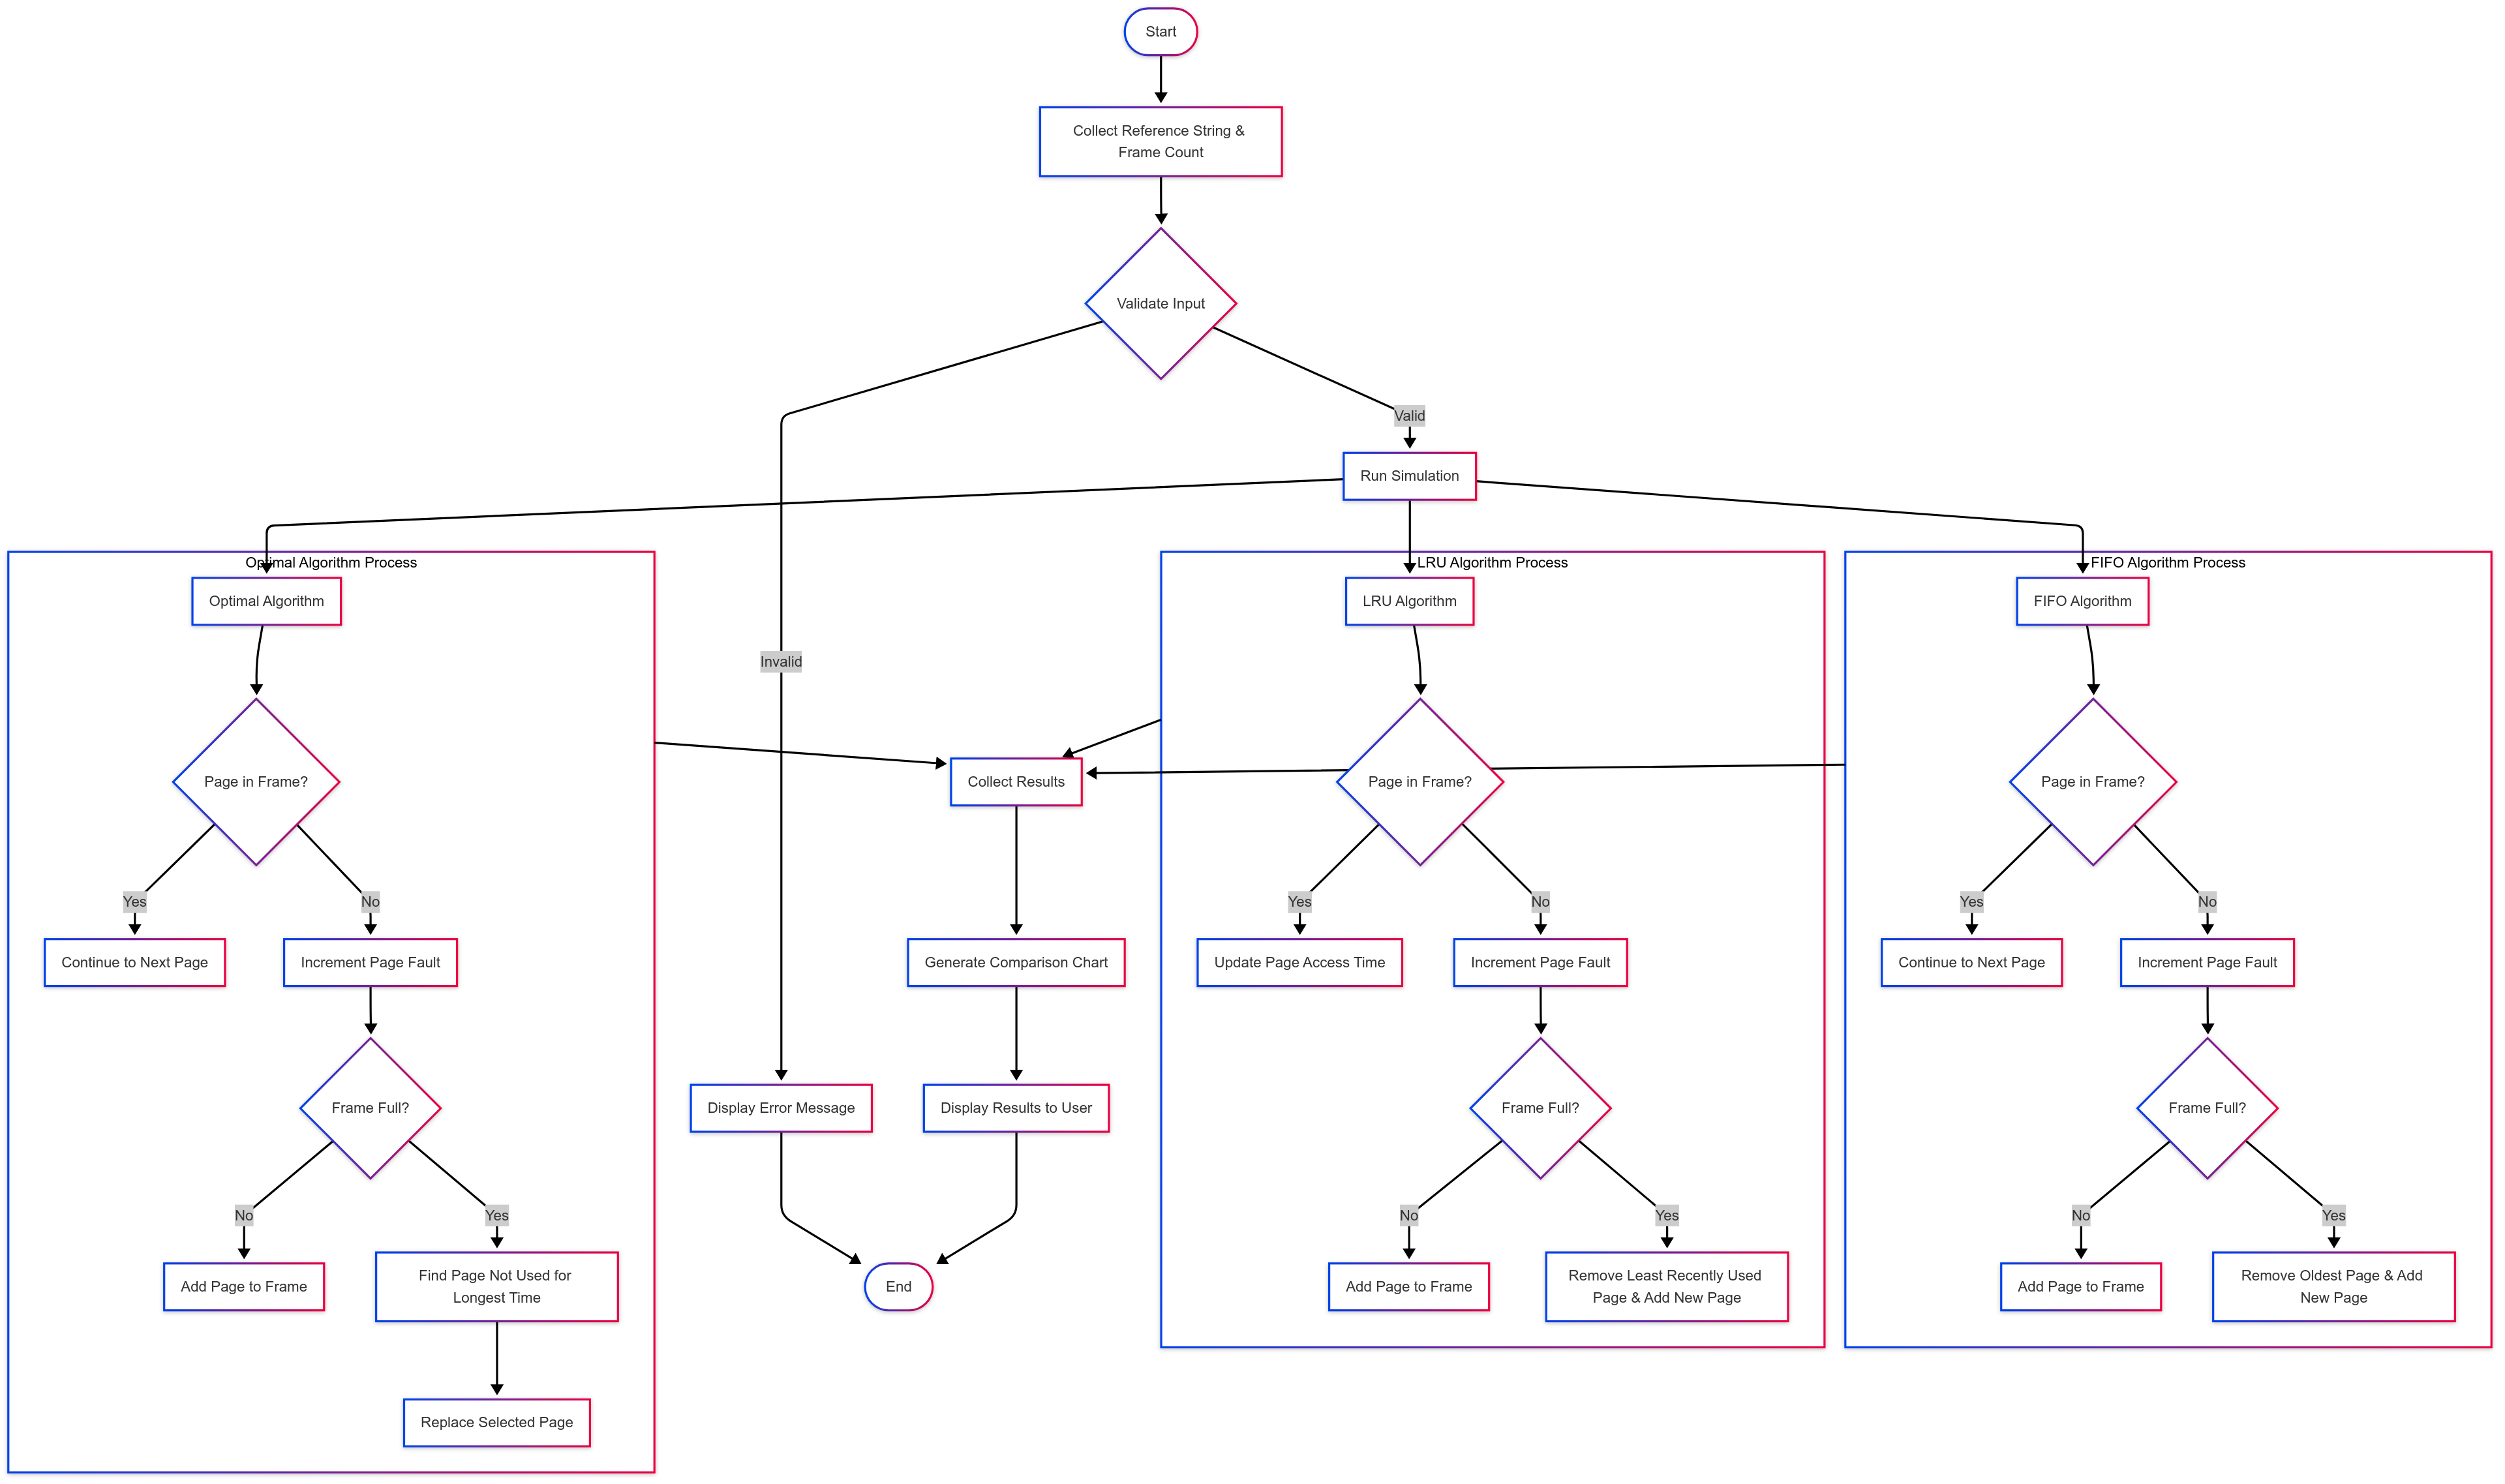 Start
Collect Reference String &
Frame Count
Validate Input
Valid
Run Simulation
Invalid
Optimal Algorithm Process
Optimal Algorithm
Page in Frame?
Yes
No
Continue to Next Page
Increment Page Fault
Frame Full?
No
Yes
Add Page to Frame
Find Page Not Used for
Longest Time
Replace Selected Page
Collect Results
Generate Comparison Chart
Display Error Message
Display Results to User
End
LRU Algorithm Process
LRU Algorithm
Page in Frame?
Yes
No
Update Page Access Time
Increment Page Fault
Frame Full?
No
Yes
Add Page to Frame
Remove Least Recently Used
Page & Add New Page
FIFO Algorithm Process
FIFO Algorithm
Page in Frame?
Yes
No
Continue to Next Page
Increment Page Fault
Frame Full?
No
Yes
Add Page to Frame
Remove Oldest Page & Add
New Page